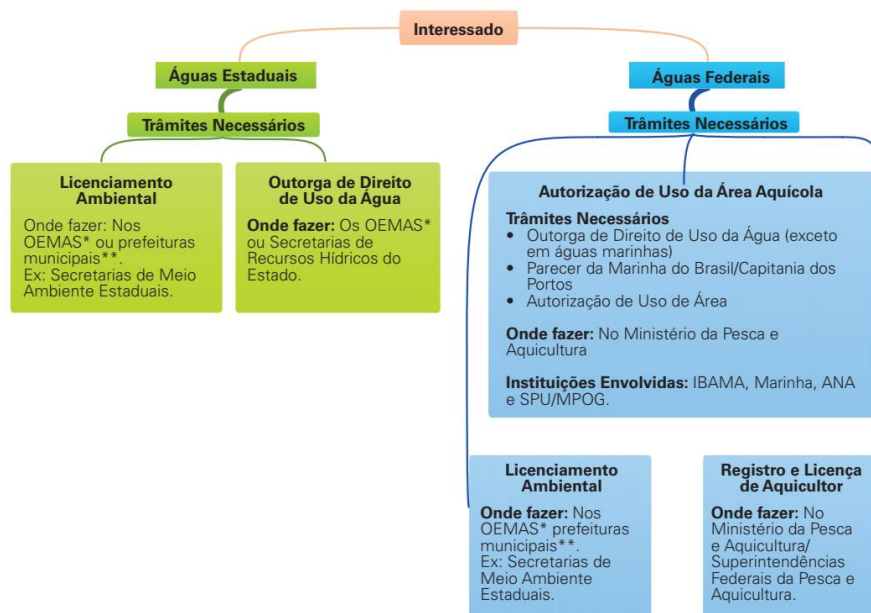 Interessado
Águas Estaduais
Trâmites Necessários
Licenciamento
Ambiental
Onde fazer: Nos
OEMAS* ou prefeituras
municipais**.
Ex: Secretarias de Meio
Ambiente Estaduais.
Outorga de Direito
de Uso da Água
Onde fazer: Os OEMAS*
ou Secretarias de
Recursos Hídricos do
Estado.
Águas Federais
Trâmites Necessários
Autorização de Uso da Área Aquícola
Trâmites Necessários
• Outorga de Direito de Uso da Água (exceto
em águas marinhas)
• Parecer da Marinha do Brasil/Capitania dos
Portos
• Autorização de Uso de Área
Onde fazer: No Ministério da Pesca e
Aquicultura
Instituições Envolvidas: IBAMA, Marinha, ANA
e SPU/MPOG.
Licenciamento
Ambiental
Onde fazer: Nos
OEMAS* prefeituras
municipais**.
Ex: Secretarias de
Meio Ambiente
Estaduais.
Registro e Licença
de Aquicultor
Onde fazer: No
Ministério da Pesca
e Aquicultura/
Superintendências
Federais da Pesca e
Aquicultura.